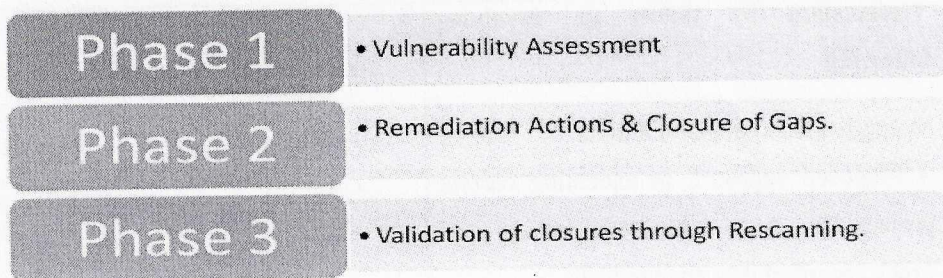 Phase 1
• Vulnerability Assessment
Phase 2
• Remediation Actions & Closure of Gaps.
Phase 3
• Validation of closures through Rescanning.